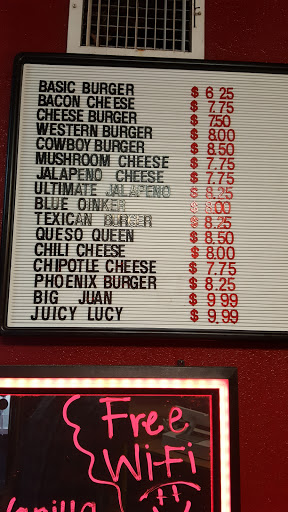 BASIC BURGER $ 6 25
BACON CHEESE $ 7.75
CHEESE BURGER $ 7.50
WESTERN BURGER $ 8.00
COWBOY BURGER $ 8.50
MUSHROOM CHEESE $ 7.75
JALAPENO CHEESE $ 7.75
ULTIMATE JALAPENO $ 8.25
BLUE OINKER $ 8.00
TEXICAN BURGER $ 8.25
QUESO QUEEN $ 8.50
CHILI CHEESE $ 8.00
CHIPOTLE CHEESE $ 7.75
PHOENIX BURGER $ 8.25
BIG JUAN $ 9 99
JUICY LUCY $ 9.99
Free
WiFi
Vanilla